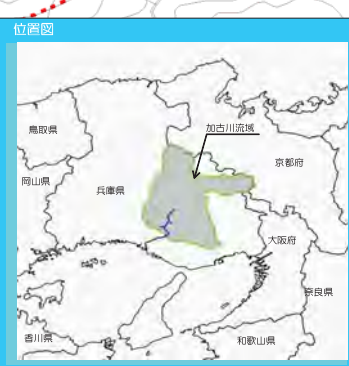 位置図
鳥取県
加古川流域
京都府
岡山県
兵庫県
大阪府
奈良県
香川県
和歌山県